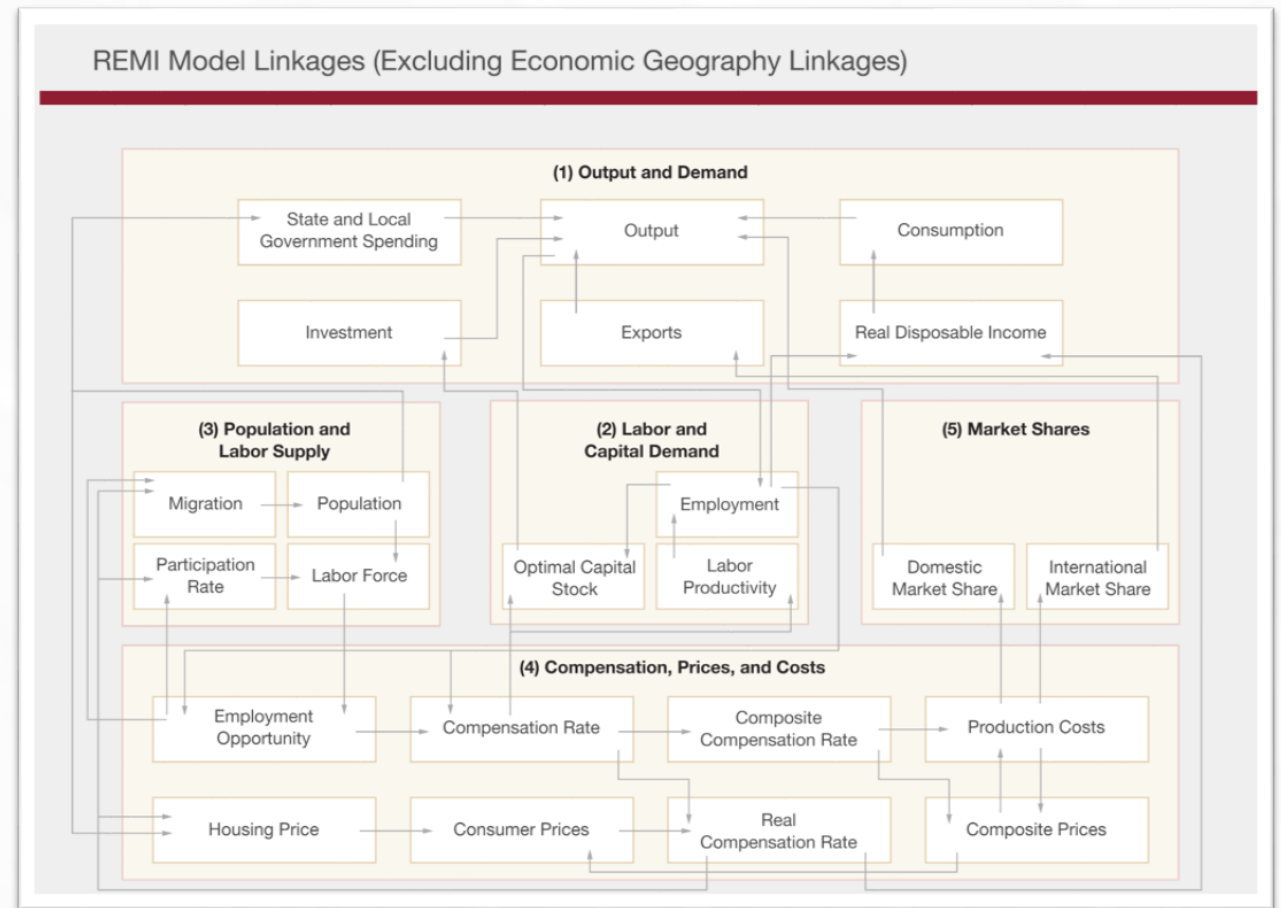 REMI Model Linkages (Excluding Economic Geography Linkages)
(1) Output and Demand
State and Local
Government Spending
Output
Consumption
Investment
Exports
Real Disposable Income
(3) Population and
Labor Supply
Migration
Population
Participation
Rate
Labor Force
(2) Labor and
Capital Demand
Employment
Optimal Capital
Stock
Labor
Productivity
(5) Market Shares
Domestic
Market Share
International
Market Share
(4) Compensation, Prices, and Costs
Employment
Opportunity
Compensation Rate
Composite
Compensation Rate
Production Costs
Housing Price
Consumer Prices
Real
Compensation Rate
Composite Prices